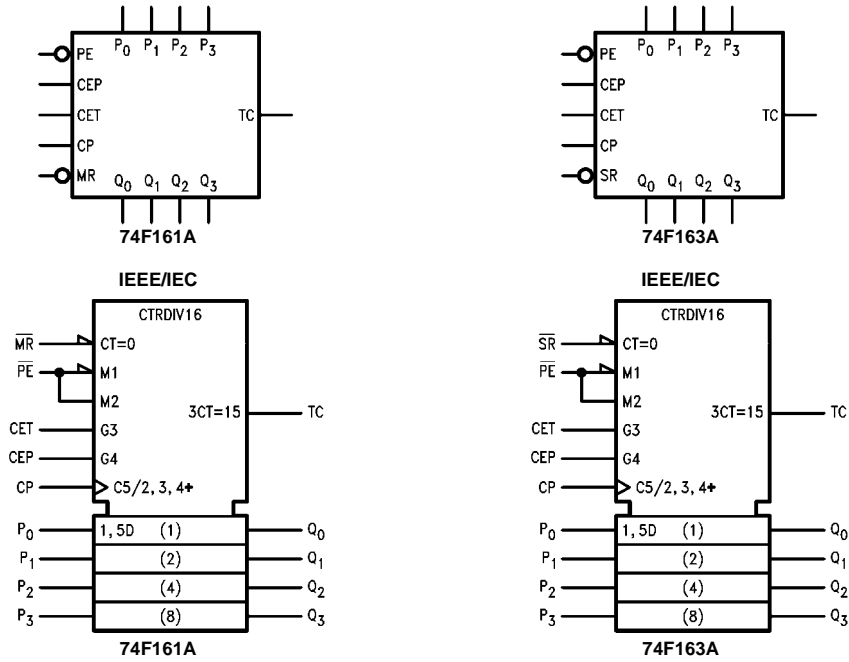 P0 P1 P2 P3
PE
CEP
CET
TC
CP
MR
Q0 Q1 Q2 Q3
74F161A
P0 P1 P2 P3
PE
CEP
CET
TC
CP
SR
Q0 Q1 Q2 Q3
74F163A
IEEE/IEC
CTRDIV16
M̅R̅ CT=0
P̅E̅ M1
M2
3CT=15 TC
CET G3
CEP G4
CP C5/2,3,4+
P0 1,5D (1) Q0
P1 (2) Q1
P2 (4) Q2
P3 (8) Q3
74F161A
IEEE/IEC
CTRDIV16
S̅R̅ CT=0
P̅E̅ M1
M2
3CT=15 TC
CET G3
CEP G4
CP C5/2,3,4+
P0 1,5D (1) Q0
P1 (2) Q1
P2 (4) Q2
P3 (8) Q3
74F163A